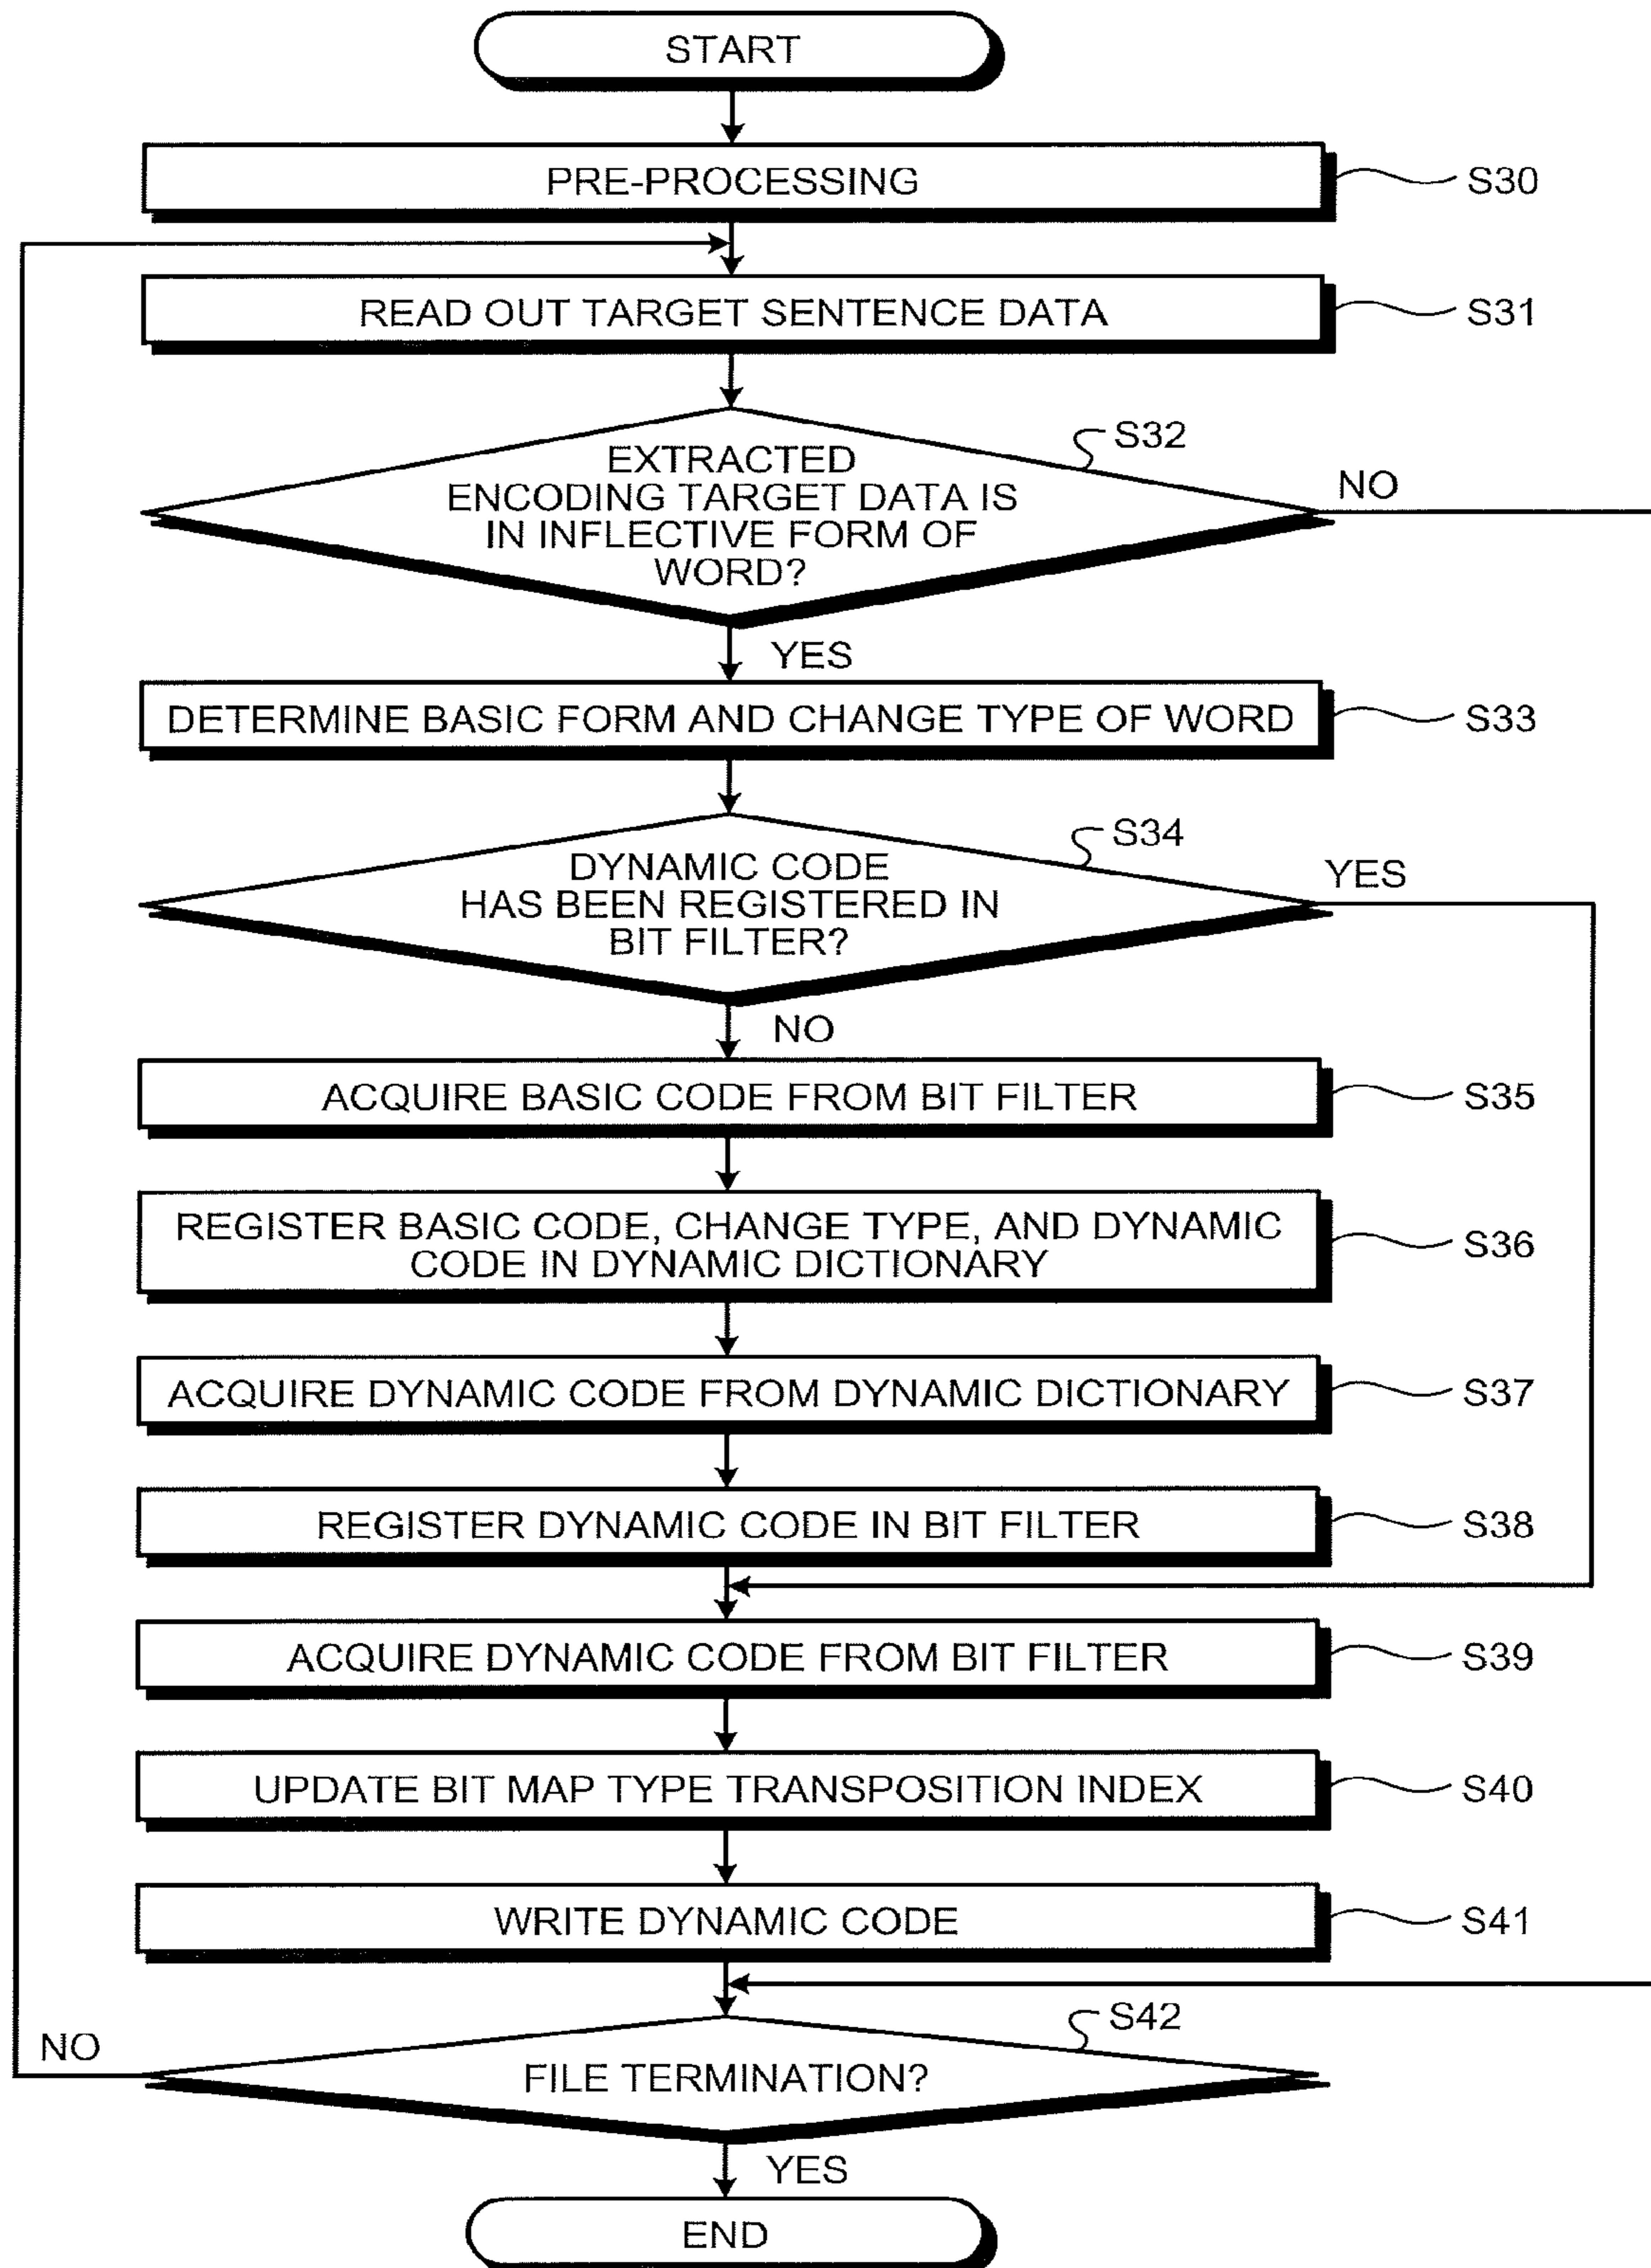 START
PRE-PROCESSING
S30
READ OUT TARGET SENTENCE DATA
S31
S32
EXTRACTED
ENCODING TARGET DATA IS
IN INFLECTIVE FORM OF
WORD?
NO
YES
DETERMINE BASIC FORM AND CHANGE TYPE OF WORD
S33
S34
DYNAMIC CODE
HAS BEEN REGISTERED IN
BIT FILTER?
YES
NO
ACQUIRE BASIC CODE FROM BIT FILTER
S35
REGISTER BASIC CODE, CHANGE TYPE, AND DYNAMIC
CODE IN DYNAMIC DICTIONARY
S36
ACQUIRE DYNAMIC CODE FROM DYNAMIC DICTIONARY
S37
REGISTER DYNAMIC CODE IN BIT FILTER
S38
ACQUIRE DYNAMIC CODE FROM BIT FILTER
S39
UPDATE BIT MAP TYPE TRANSPOSITION INDEX
S40
WRITE DYNAMIC CODE
S41
S42
NO
FILE TERMINATION?
YES
END